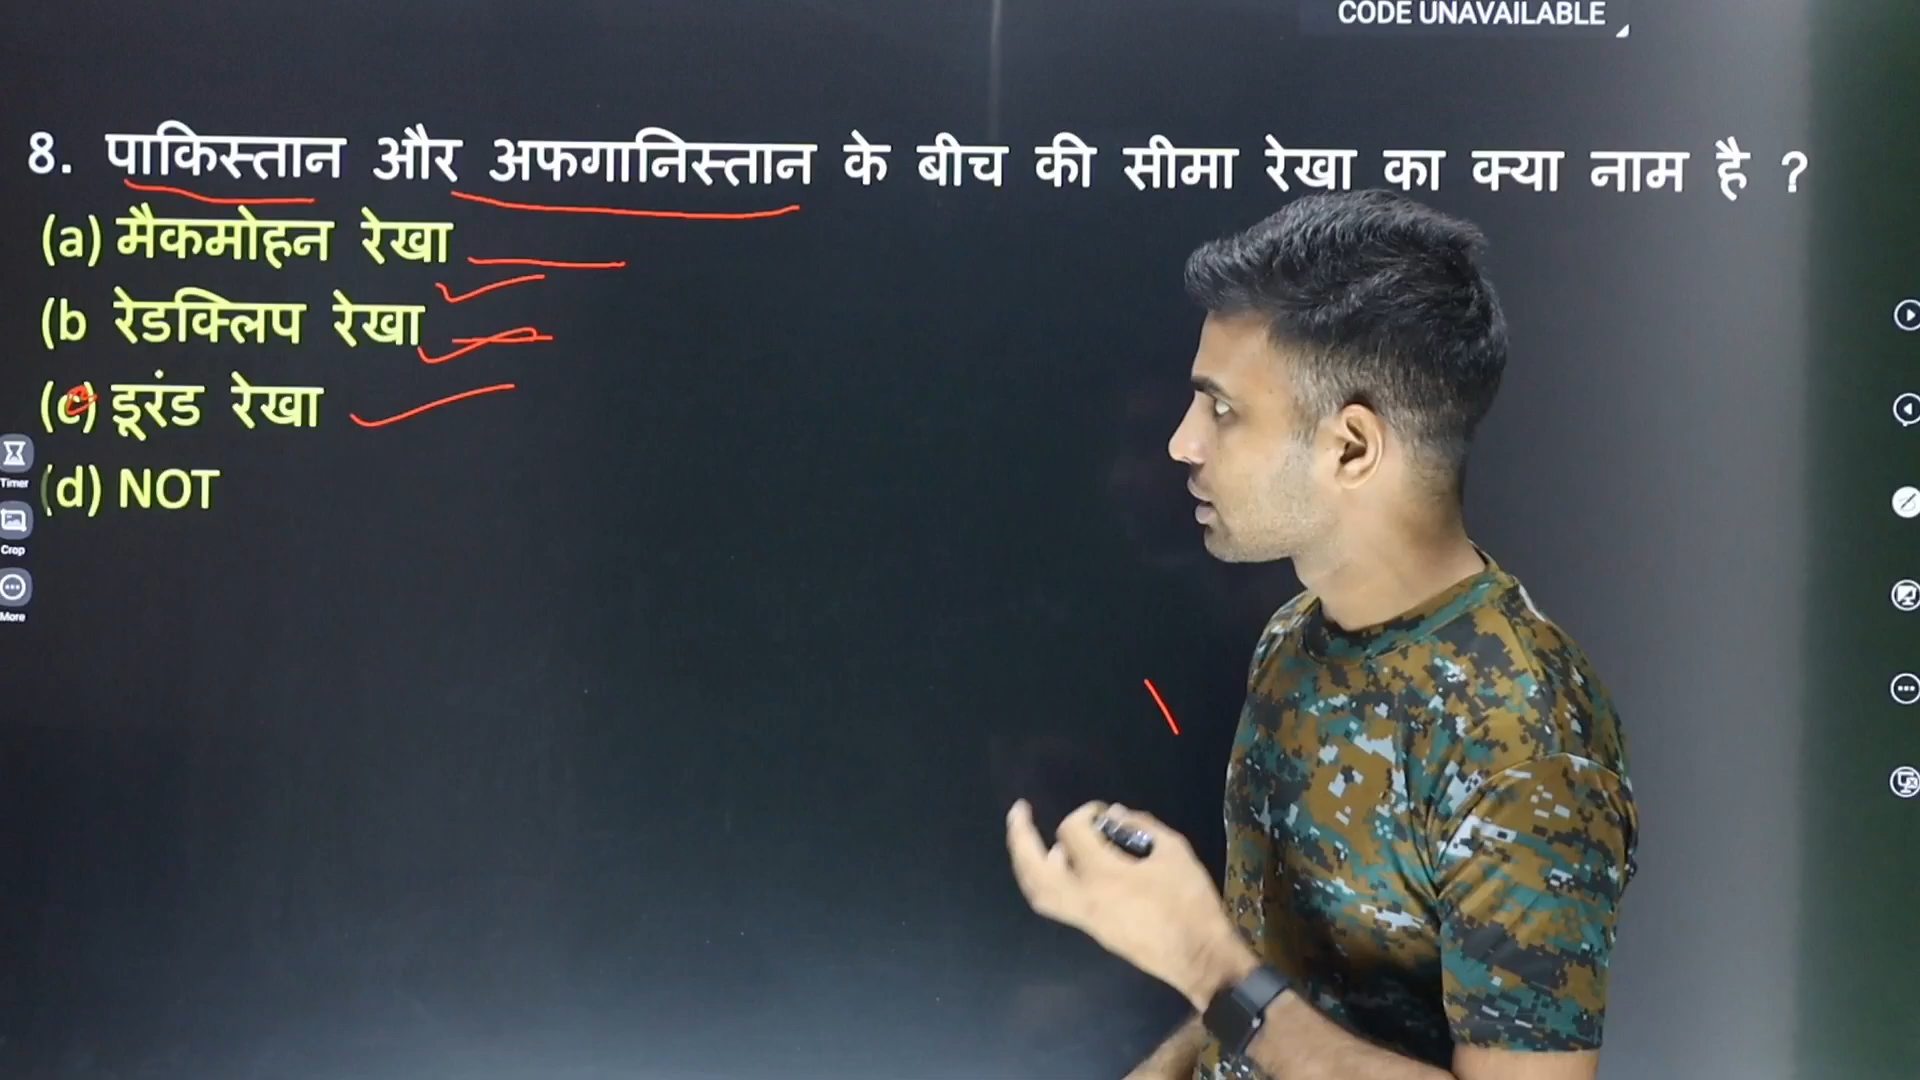 CODE UNAVAILABLE
8. पाकिस्तान और अफगानिस्तान के बीच की सीमा रेखा का क्या नाम है ?
(a) मैकमोहन रेखा
(b रेडक्लिप रेखा
(c) डूरंड रेखा
(d) NOT
Timer
Crop
More